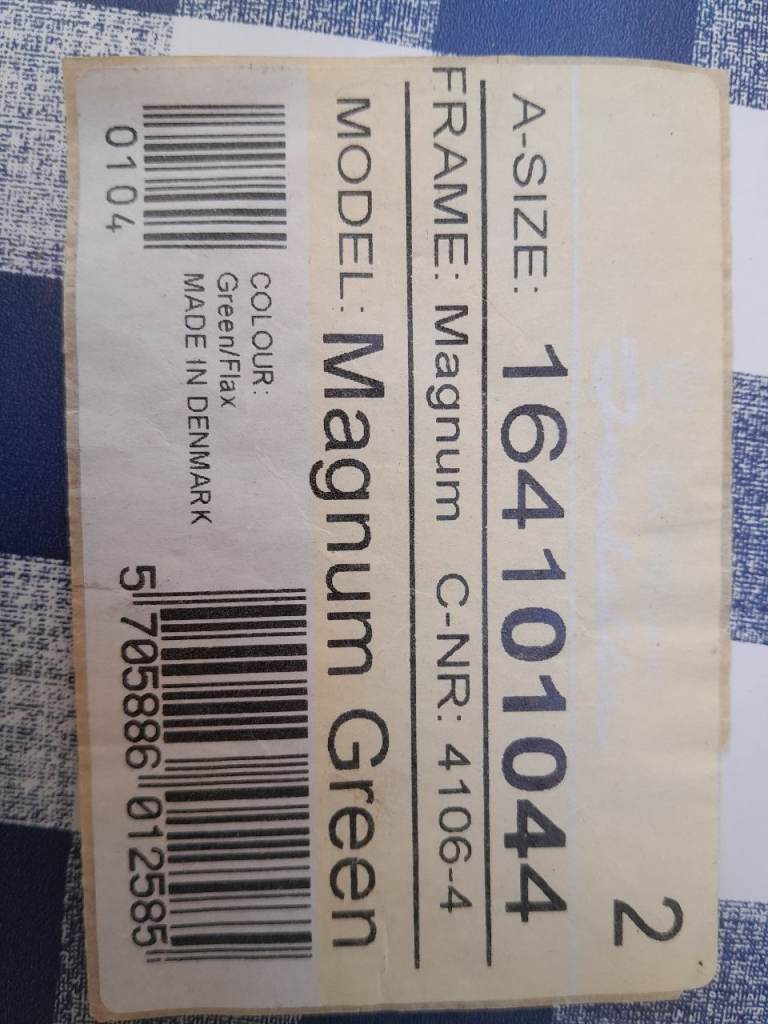 2
A-SIZE: 164101044
FRAME: Magnum C-NR: 4106-4
MODEL: Magnum Green
0104
COLOUR:
Green/Flax
MADE IN DENMARK
5 705886 012585